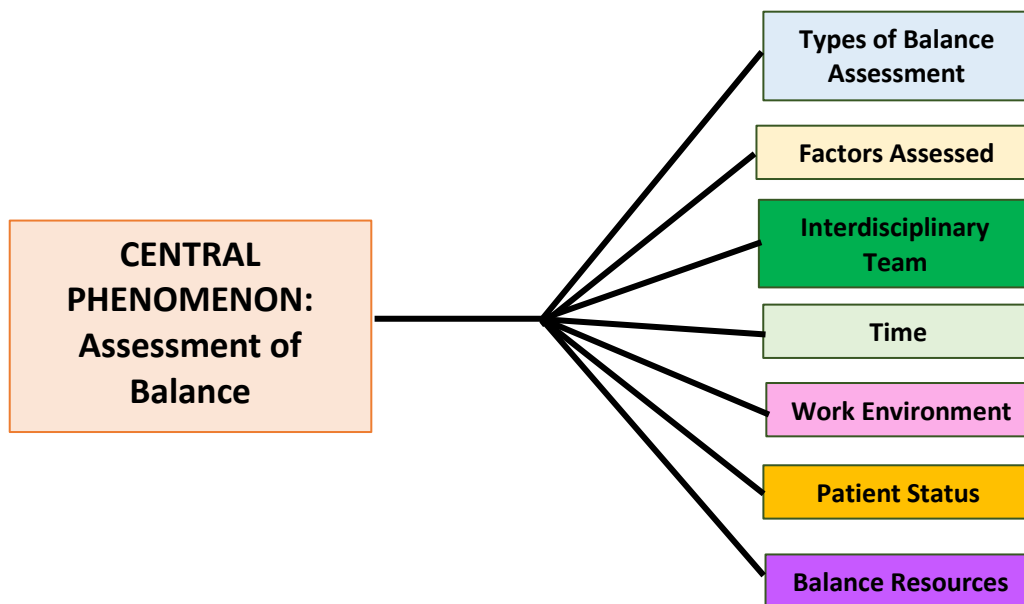 CENTRAL
PHENOMENON:
Assessment of
Balance
Types of Balance
Assessment
Factors Assessed
Interdisciplinary
Team
Time
Work Environment
Patient Status
Balance Resources